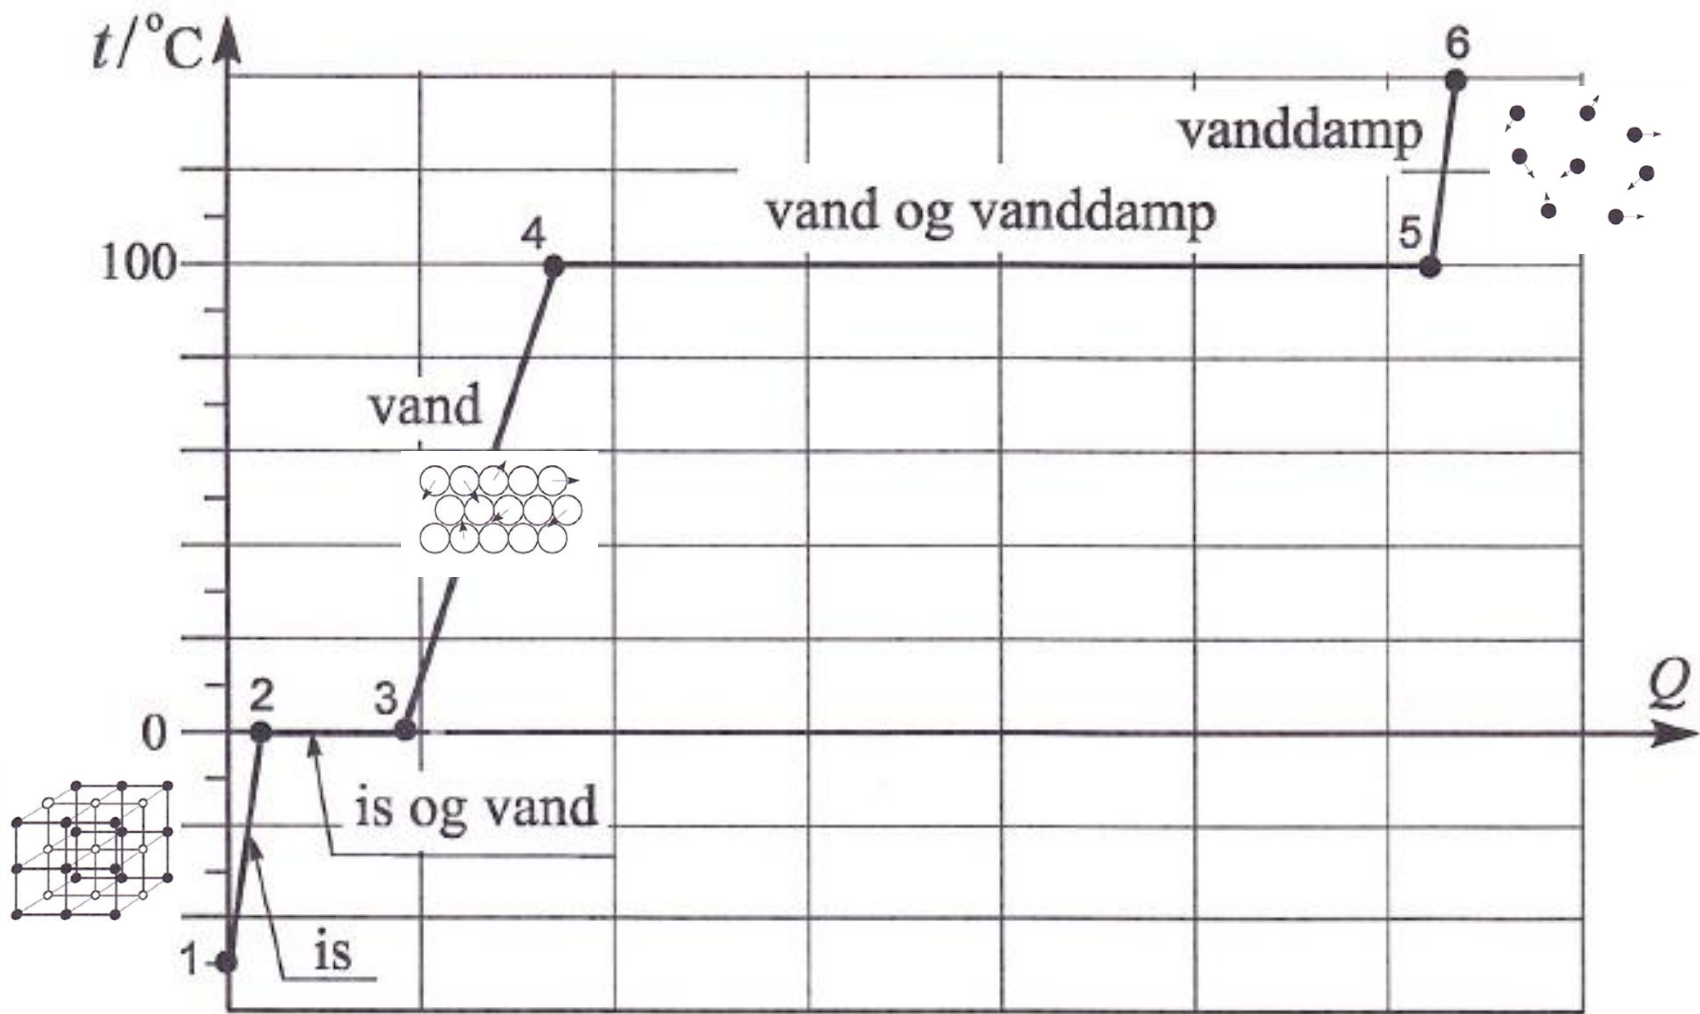 t/°C
6
vanddamp
vand og vanddamp
4
5
100
vand
2
3
Q
0
is og vand
is
1